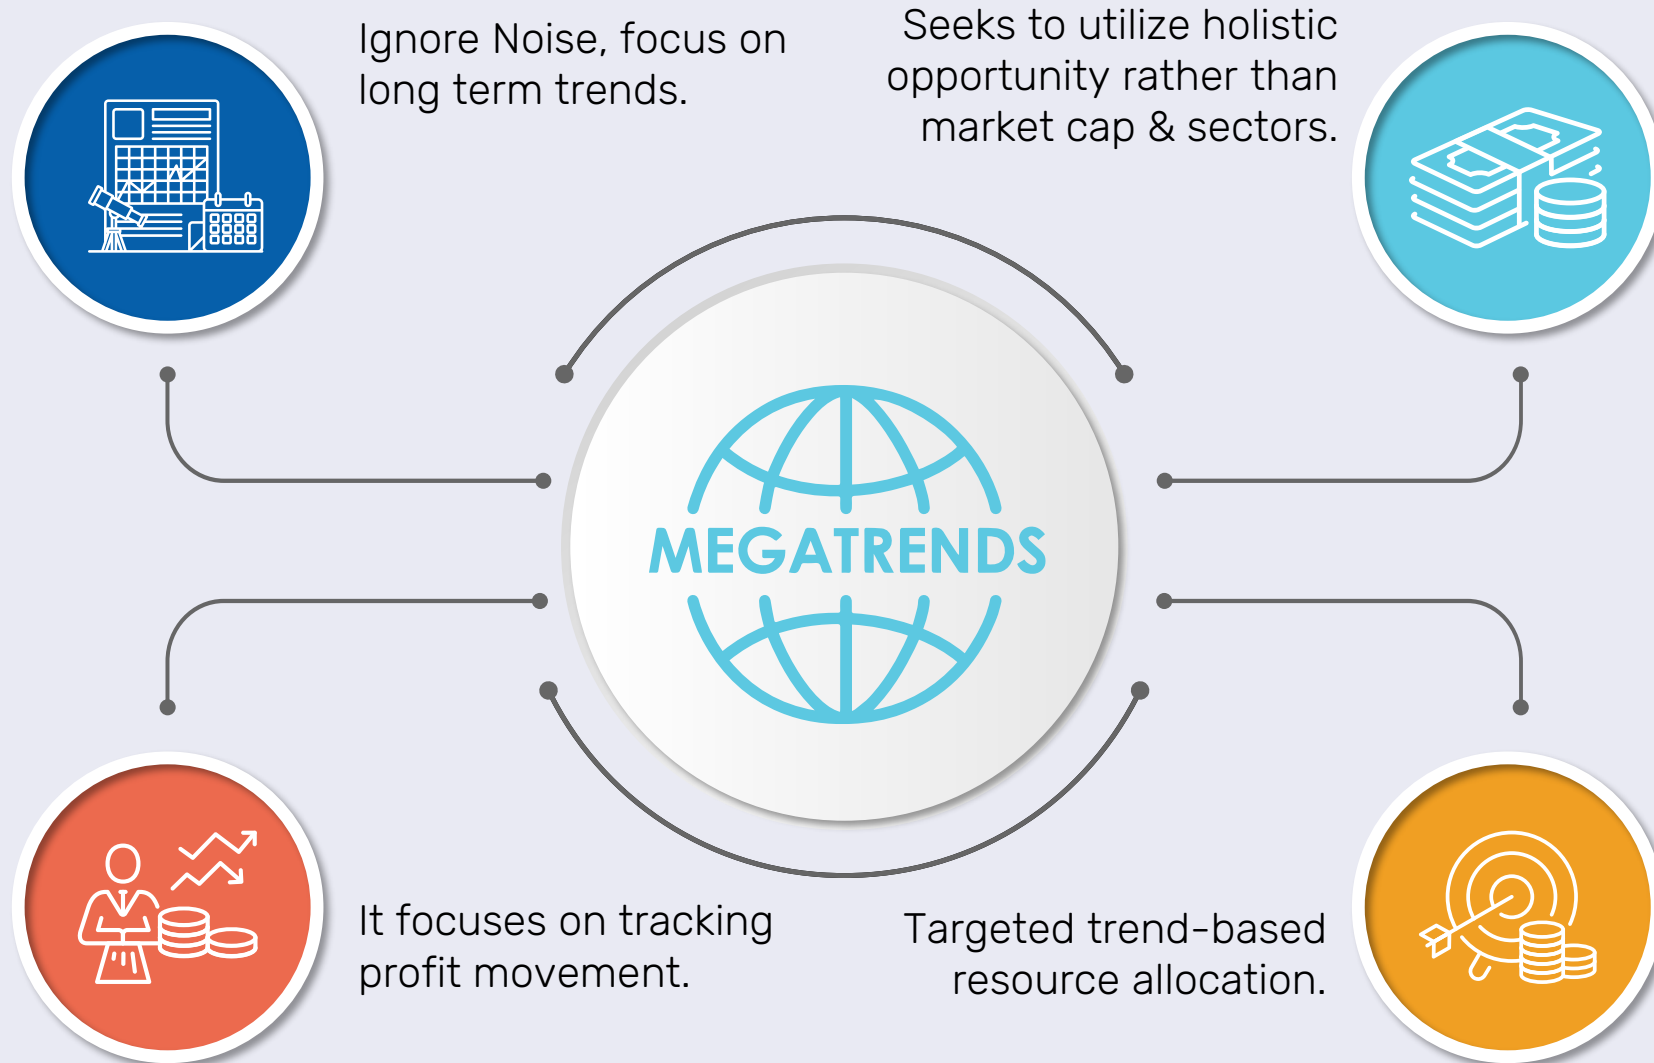 Ignore Noise, focus on
long term trends.
Seeks to utilize holistic
opportunity rather than
market cap & sectors.
MEGATRENDS
It focuses on tracking
profit movement.
Targeted trend-based
resource allocation.